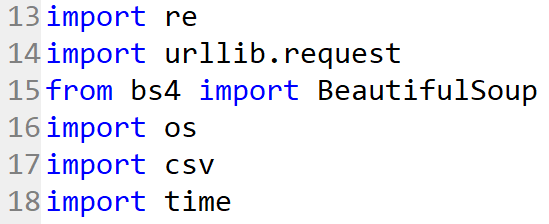 13 import re
14 import urllib.request
15 from bs4 import BeautifulSoup
16 import os
17 import csv
18 import time